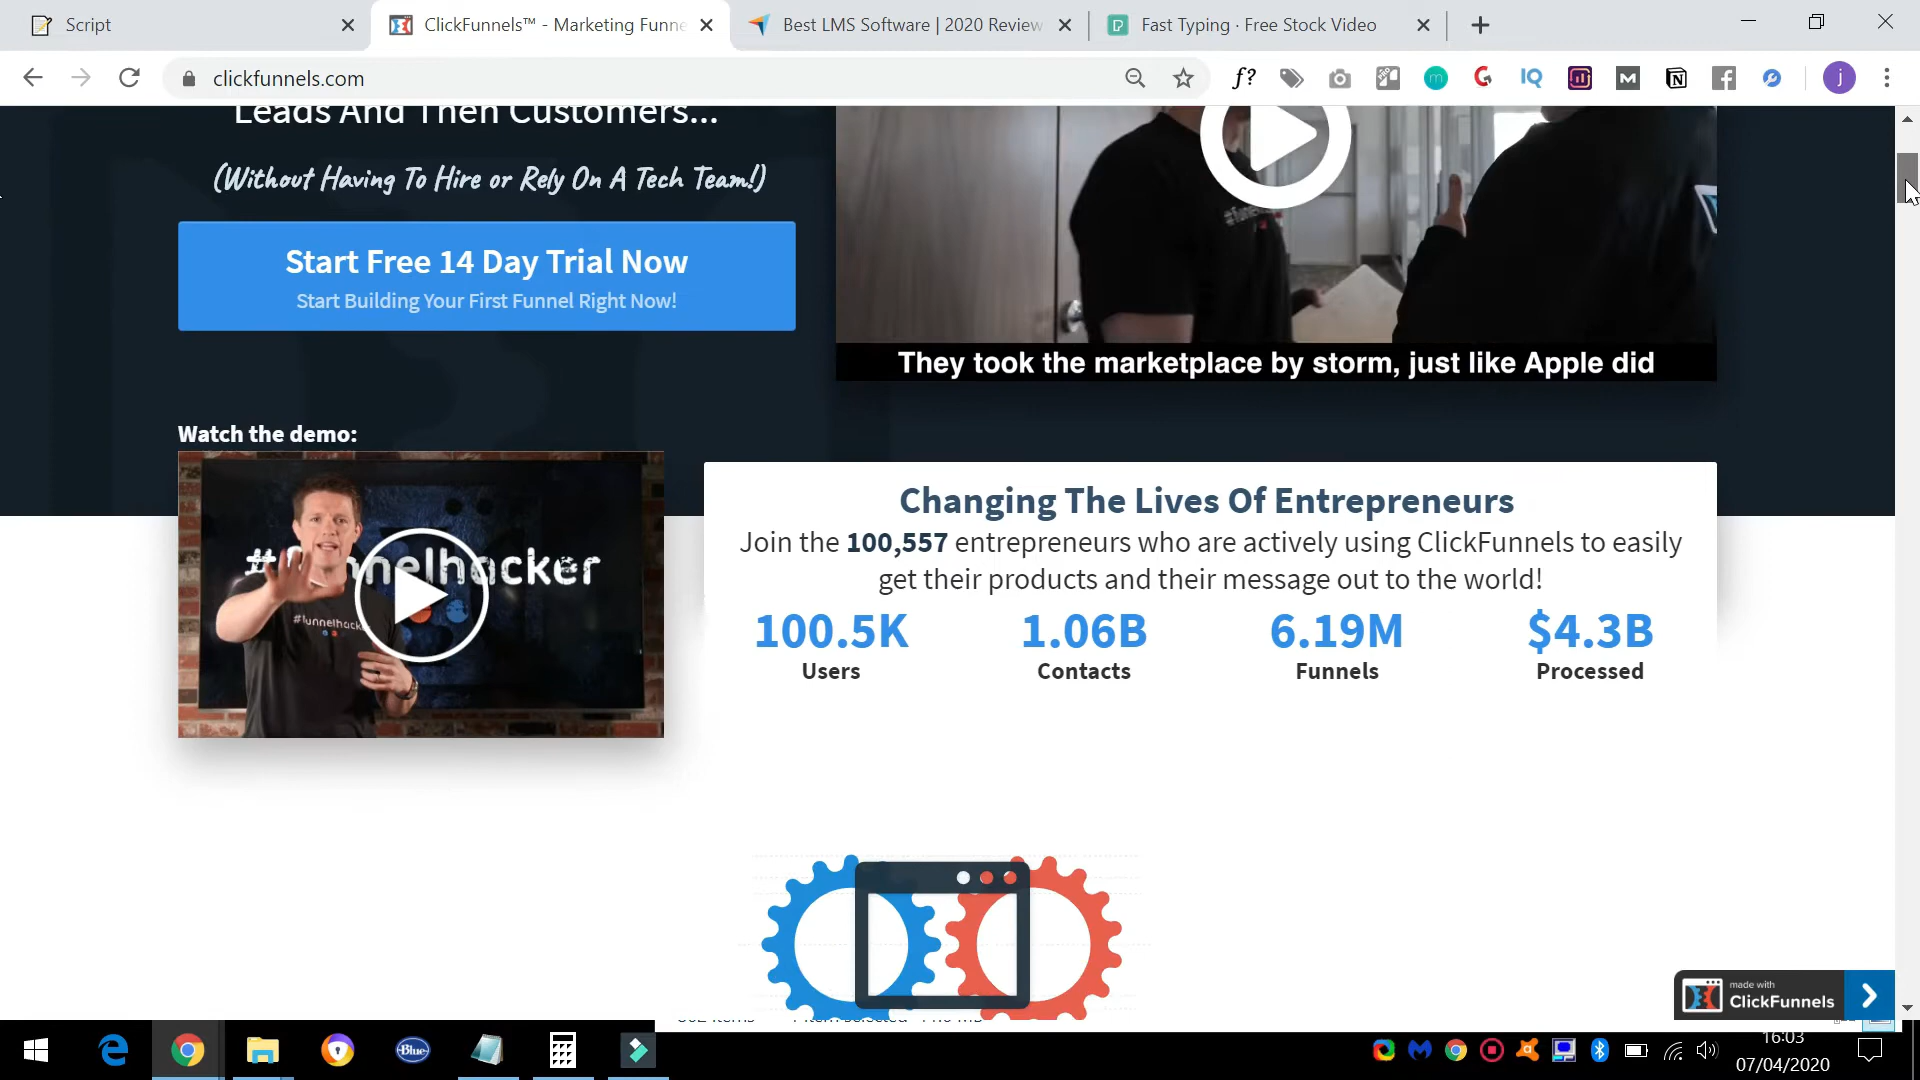 Script
ClickFunnels™ - Marketing Funne
Best LMS Software | 2020 Review
Fast Typing · Free Stock Video
clickfunnels.com
f?
IQ
M
j
Leads And Then Customers...
(Without Having To Hire or Rely On A Tech Team!)
Start Free 14 Day Trial Now
Start Building Your First Funnel Right Now!
They took the marketplace by storm, just like Apple did
Watch the demo:
#funnelhacker
Changing The Lives Of Entrepreneurs
Join the 100,557 entrepreneurs who are actively using ClickFunnels to easily
get their products and their message out to the world!
100.5K 1.06B 6.19M $4.3B
Users Contacts Funnels Processed
made with
ClickFunnels
Blue
16:03
07/04/2020